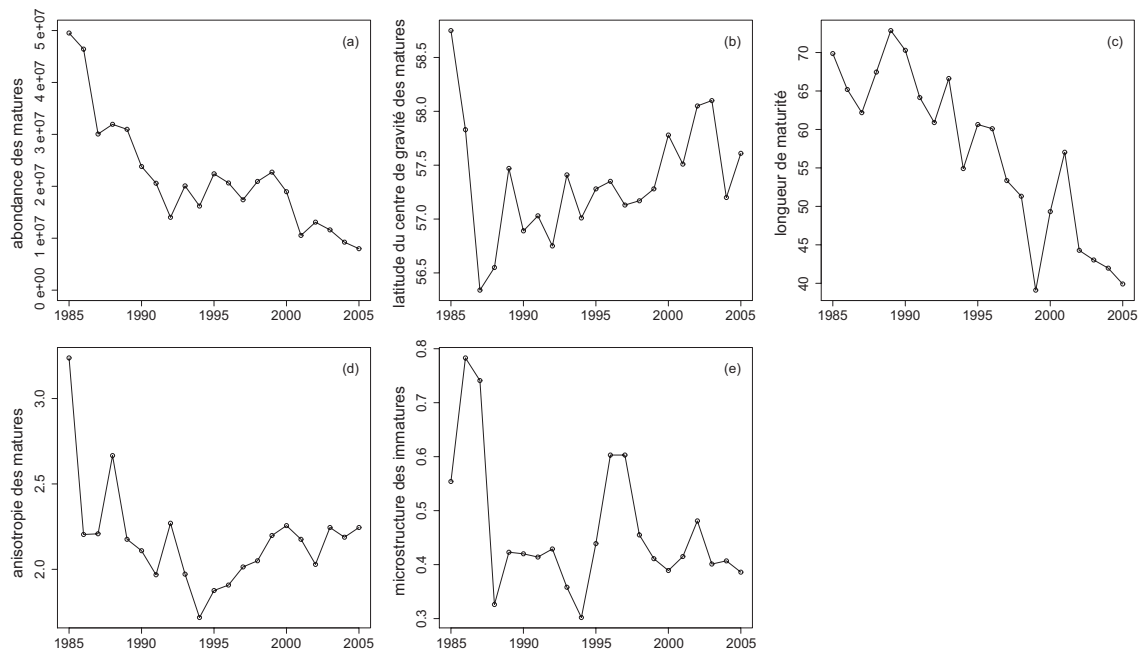 abondance des matures
0 e+00 1 e+07 2 e+07 3 e+07 4 e+07 5 e+07
(a)
1985 1990 1995 2000 2005
latitude du centre de gravité des matures
56.5 57.0 57.5 58.0 58.5
(b)
1985 1990 1995 2000 2005
longueur de maturité
40 45 50 55 60 65 70
(c)
1985 1990 1995 2000 2005
anisotropie des matures
2.0 2.5 3.0
(d)
1985 1990 1995 2000 2005
microstructure des immatures
0.3 0.4 0.5 0.6 0.7 0.8
(e)
1985 1990 1995 2000 2005